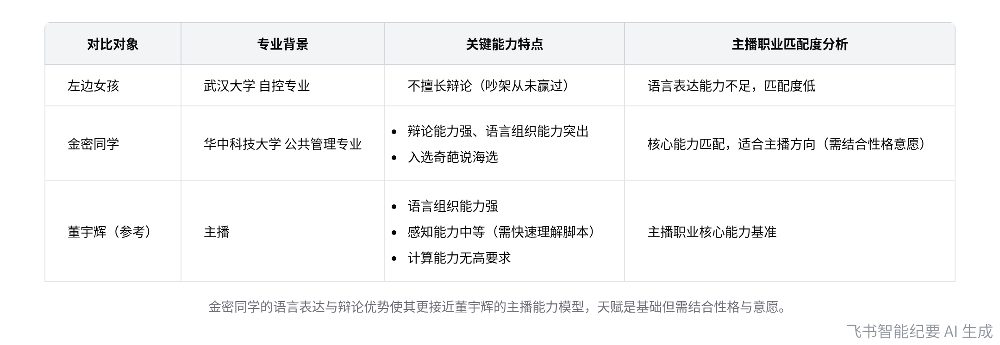 对比对象 专业背景 关键能力特点 主播职业匹配度分析
左边女孩 武汉大学 自控专业 不擅长辩论（吵架从未赢过） 语言表达能力不足，匹配度低
金密同学 华中科技大学 公共管理专业 • 辩论能力强、语言组织能力突出 核心能力匹配，适合主播方向（需结合性格意愿）
• 入选奇葩说海选
• 语言组织能力强
董宇辉（参考） 主播 • 感知能力中等（需快速理解脚本） 主播职业核心能力基准
• 计算能力无高要求
金密同学的语言表达与辩论优势使其更接近董宇辉的主播能力模型，天赋是基础但需结合性格与意愿。
飞书智能纪要 AI 生成